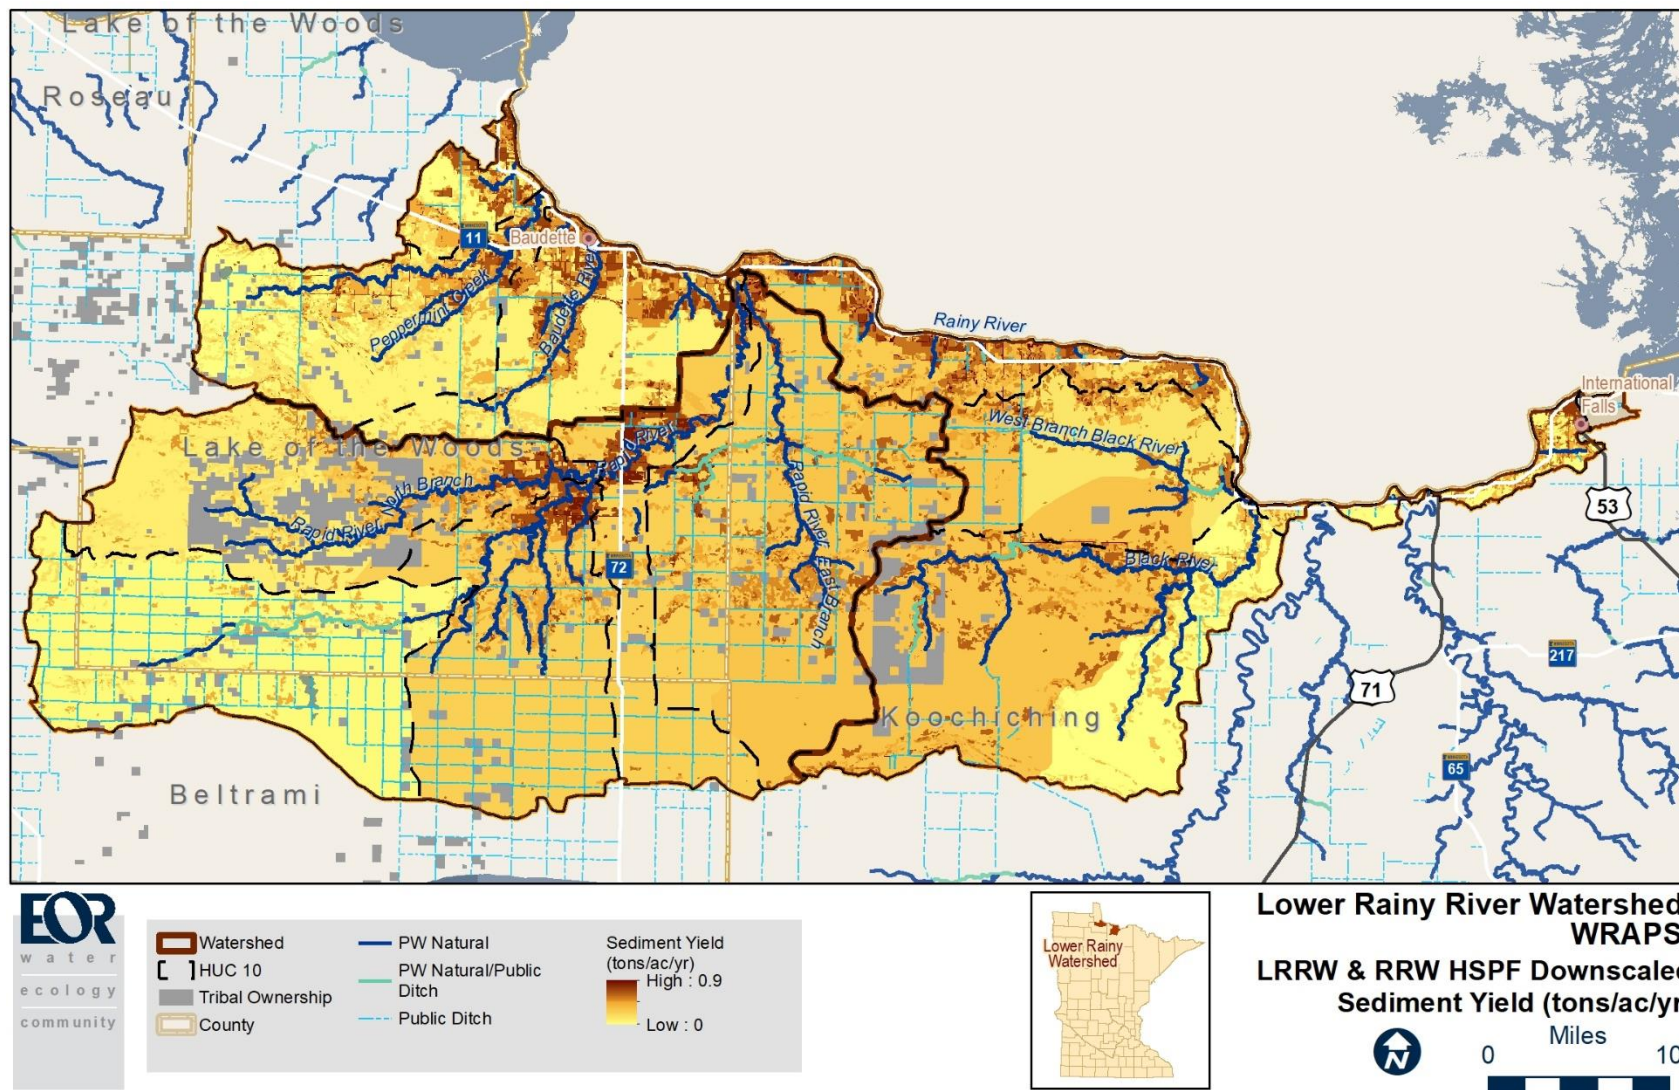 Lake of the Woods
Roseau
11
Baudette
Peppermint Creek
Baudette River
Rainy River
International
Falls
West Branch Black River
Lake of the Woods
Rapid River
North Branch
Rapid River
Rapid River East Branch
53
72
Black River
217
71
Koochiching
65
Beltrami
EOR
water
ecology
community
Watershed
HUC 10
Tribal Ownership
County
PW Natural
PW Natural/Public
Ditch
Public Ditch
Sediment Yield
(tons/ac/yr)
High : 0.9
Low : 0
Lower Rainy
Watershed
Lower Rainy River Watershed
WRAPS
LRRW & RRW HSPF Downscaled
Sediment Yield (tons/ac/yr
N
Miles
0 10